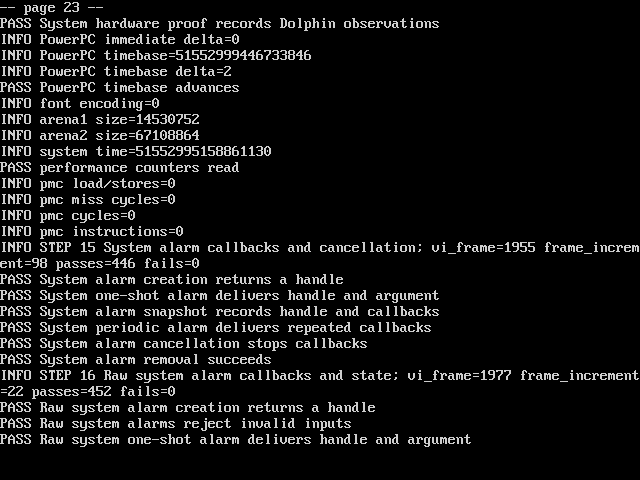 -- page 23 --
PASS System hardware proof records Dolphin observations
INFO PowerPC immediate delta=0
INFO PowerPC timebase=51552999446733846
INFO PowerPC timebase delta=2
PASS PowerPC timebase advances
INFO font encoding=0
INFO arena1 size=14530752
INFO arena2 size=67108864
INFO system time=51552995158861130
PASS performance counters read
INFO pmc load/stores=0
INFO pmc miss cycles=0
INFO pmc cycles=0
INFO pmc instructions=0
INFO STEP 15 System alarm callbacks and cancellation; vi_frame=1955 frame_increm
ent=98 passes=446 fails=0
PASS System alarm creation returns a handle
PASS System one-shot alarm delivers handle and argument
PASS System alarm snapshot records handle and callbacks
PASS System periodic alarm delivers repeated callbacks
PASS System alarm cancellation stops callbacks
PASS System alarm removal succeeds
INFO STEP 16 Raw system alarm callbacks and state; vi_frame=1977 frame_increment
=22 passes=452 fails=0
PASS Raw system alarm creation returns a handle
PASS Raw system alarms reject invalid inputs
PASS Raw system one-shot alarm delivers handle and argument